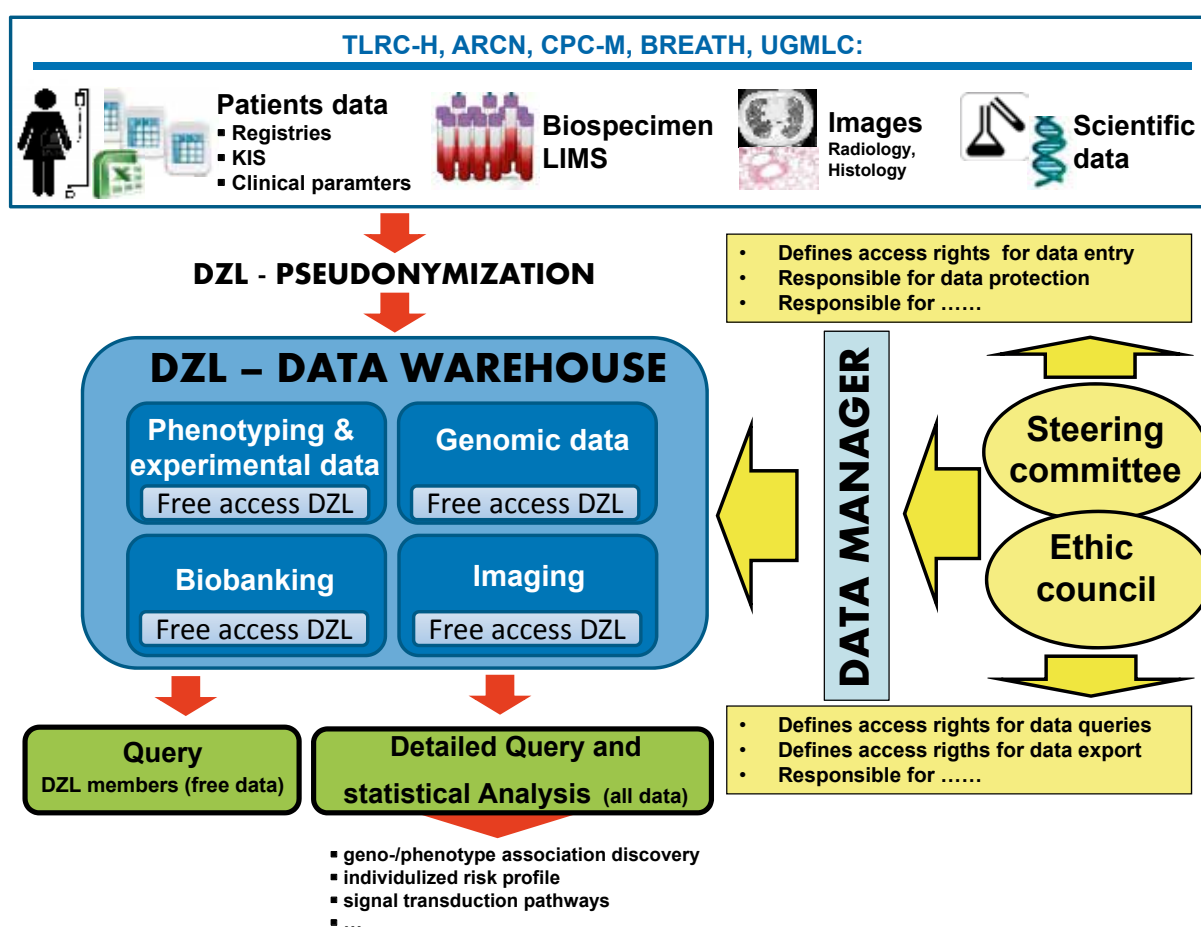 TLRC-H, ARCN, CPC-M, BREATH, UGMLC:
Patients data
▪ Registries
▪ KIS
▪ Clinical paramters
Biospecimen
LIMS
Images
Radiology,
Histology
Scientific
data
DZL - PSEUDONYMIZATION
• Defines access rights for data entry
• Responsible for data protection
• Responsible for ……
DZL – DATA WAREHOUSE
Phenotyping &
experimental data
Free access DZL
Genomic data
Free access DZL
Biobanking
Free access DZL
Imaging
Free access DZL
DATA MANAGER
Steering
committee
Ethic
council
• Defines access rights for data queries
• Defines access rigths for data export
• Responsible for ……
Query
DZL members (free data)
Detailed Query and
statistical Analysis (all data)
▪ geno-/phenotype association discovery
▪ individulized risk profile
▪ signal transduction pathways
▪ …